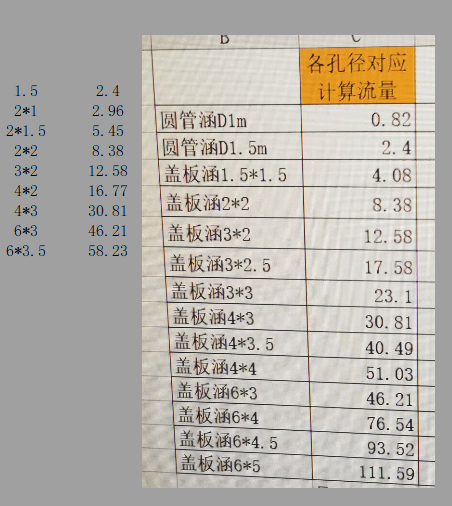 1.5 2.4
2*1 2.96
2*1.5 5.45
2*2 8.38
3*2 12.58
4*2 16.77
4*3 30.81
6*3 46.21
6*3.5 58.23
B C
各孔径对应
计算流量
圆管涵D1m 0.82
圆管涵D1.5m 2.4
盖板涵1.5*1.5 4.08
盖板涵2*2 8.38
盖板涵3*2 12.58
盖板涵3*2.5 17.58
盖板涵3*3 23.1
盖板涵4*3 30.81
盖板涵4*3.5 40.49
盖板涵4*4 51.03
盖板涵6*3 46.21
盖板涵6*4 76.54
盖板涵6*4.5 93.52
盖板涵6*5 111.59